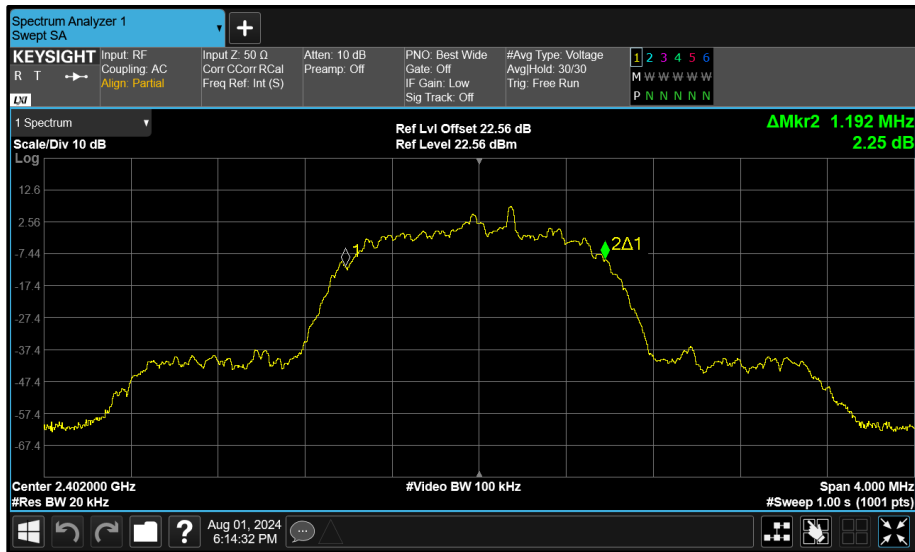 Spectrum Analyzer 1
Swept SA
+
KEYSIGHT
R T
LXI
Input: RF
Coupling: AC
Align: Partial
Input Z: 50 Ω
Corr CCorr RCal
Freq Ref: Int (S)
Atten: 10 dB
Preamp: Off
PNO: Best Wide
Gate: Off
IF Gain: Low
Sig Track: Off
#Avg Type: Voltage
Avg|Hold: 30/30
Trig: Free Run
1 2 3 4 5 6
M W W W W W
P N N N N N
1 Spectrum
Scale/Div 10 dB
Log
Ref Lvl Offset 22.56 dB
Ref Level 22.56 dBm
ΔMkr2 1.192 MHz
2.25 dB
12.6
2.56
-7.44
-17.4
-27.4
-37.4
-47.4
-57.4
-67.4
1
2Δ1
Center 2.402000 GHz
#Res BW 20 kHz
#Video BW 100 kHz
Span 4.000 MHz
#Sweep 1.00 s (1001 pts)
?
Aug 01, 2024
6:14:32 PM